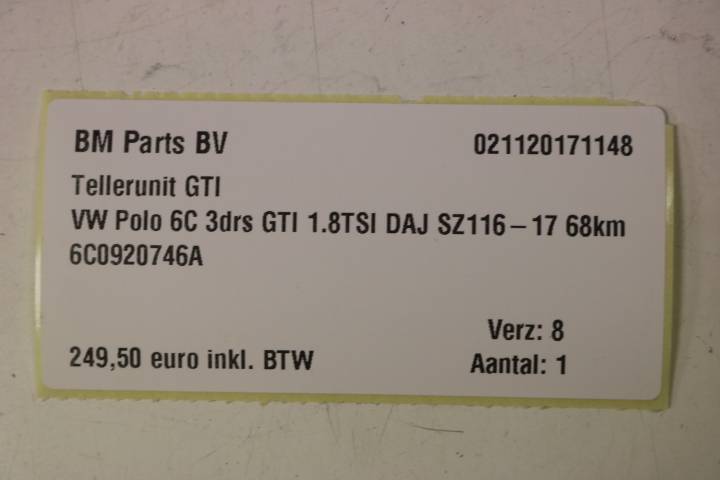 BM Parts BV 021120171148
Tellerunit GTI
VW Polo 6C 3drs GTI 1.8TSI DAJ SZ116-17 68km
6C0920746A
Verz: 8
249,50 euro inkl. BTW Aantal: 1